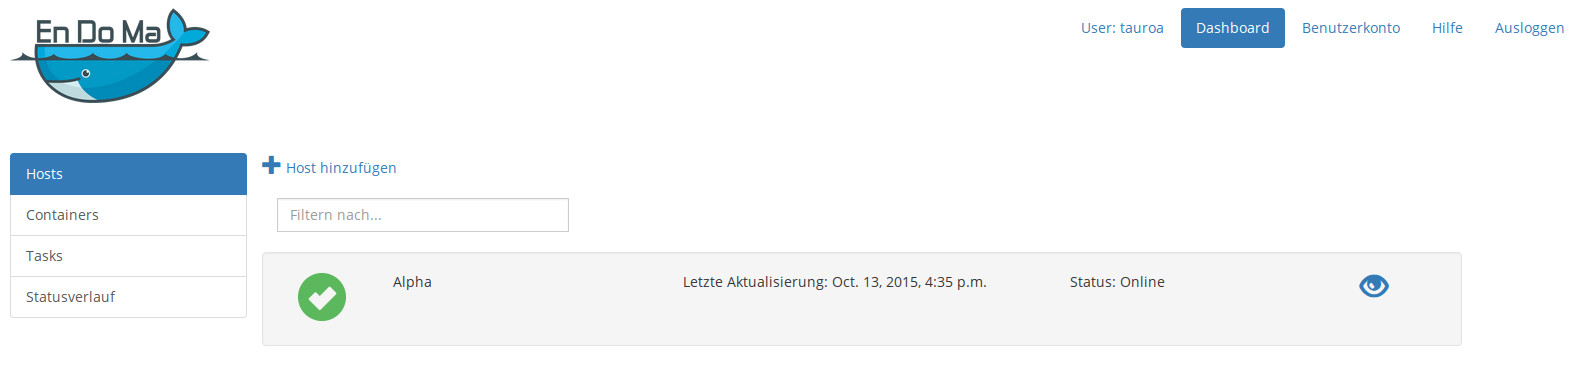 En Do Ma
User: tauroa Dashboard Benutzerkonto Hilfe Ausloggen
Hosts
Containers
Tasks
Statusverlauf
Host hinzufügen
Filtern nach...
Alpha Letzte Aktualisierung: Oct. 13, 2015, 4:35 p.m. Status: Online